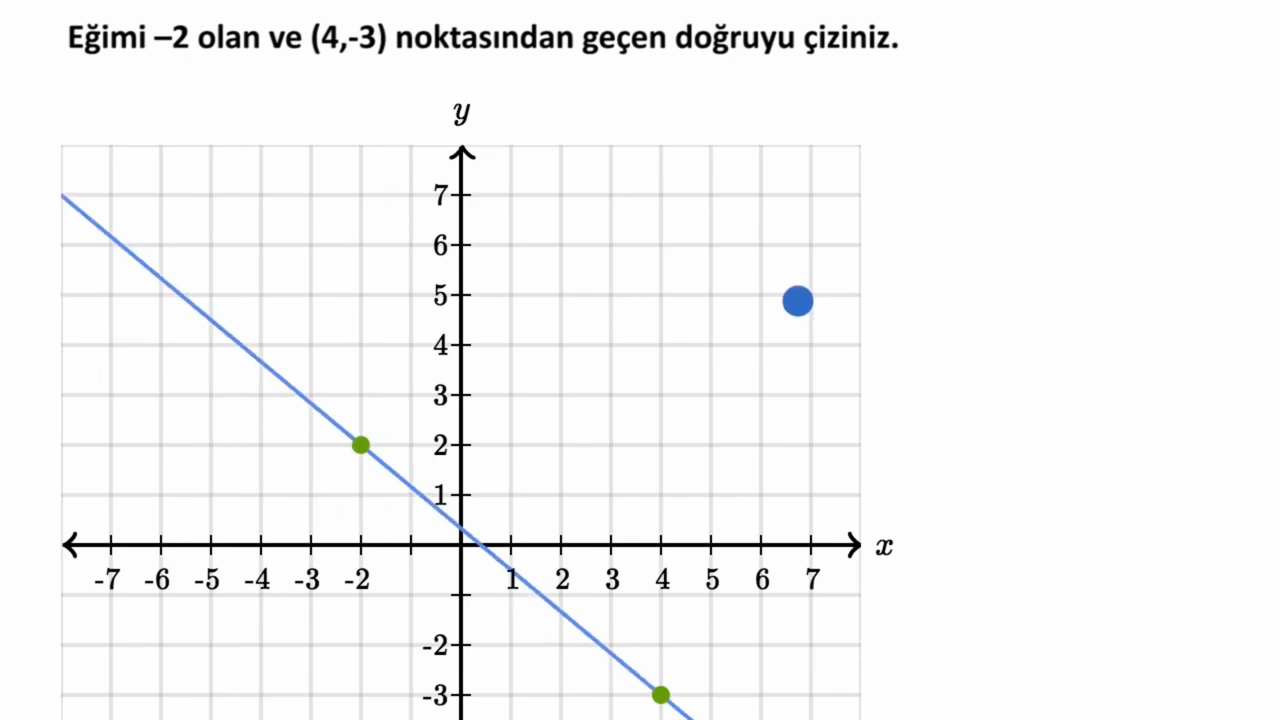 Eğimi –2 olan ve (4,-3) noktasından geçen doğruyu çiziniz.
y
7
6
5
4
3
2
1
x
-7 -6 -5 -4 -3 -2 1 2 3 4 5 6 7
-2
-3